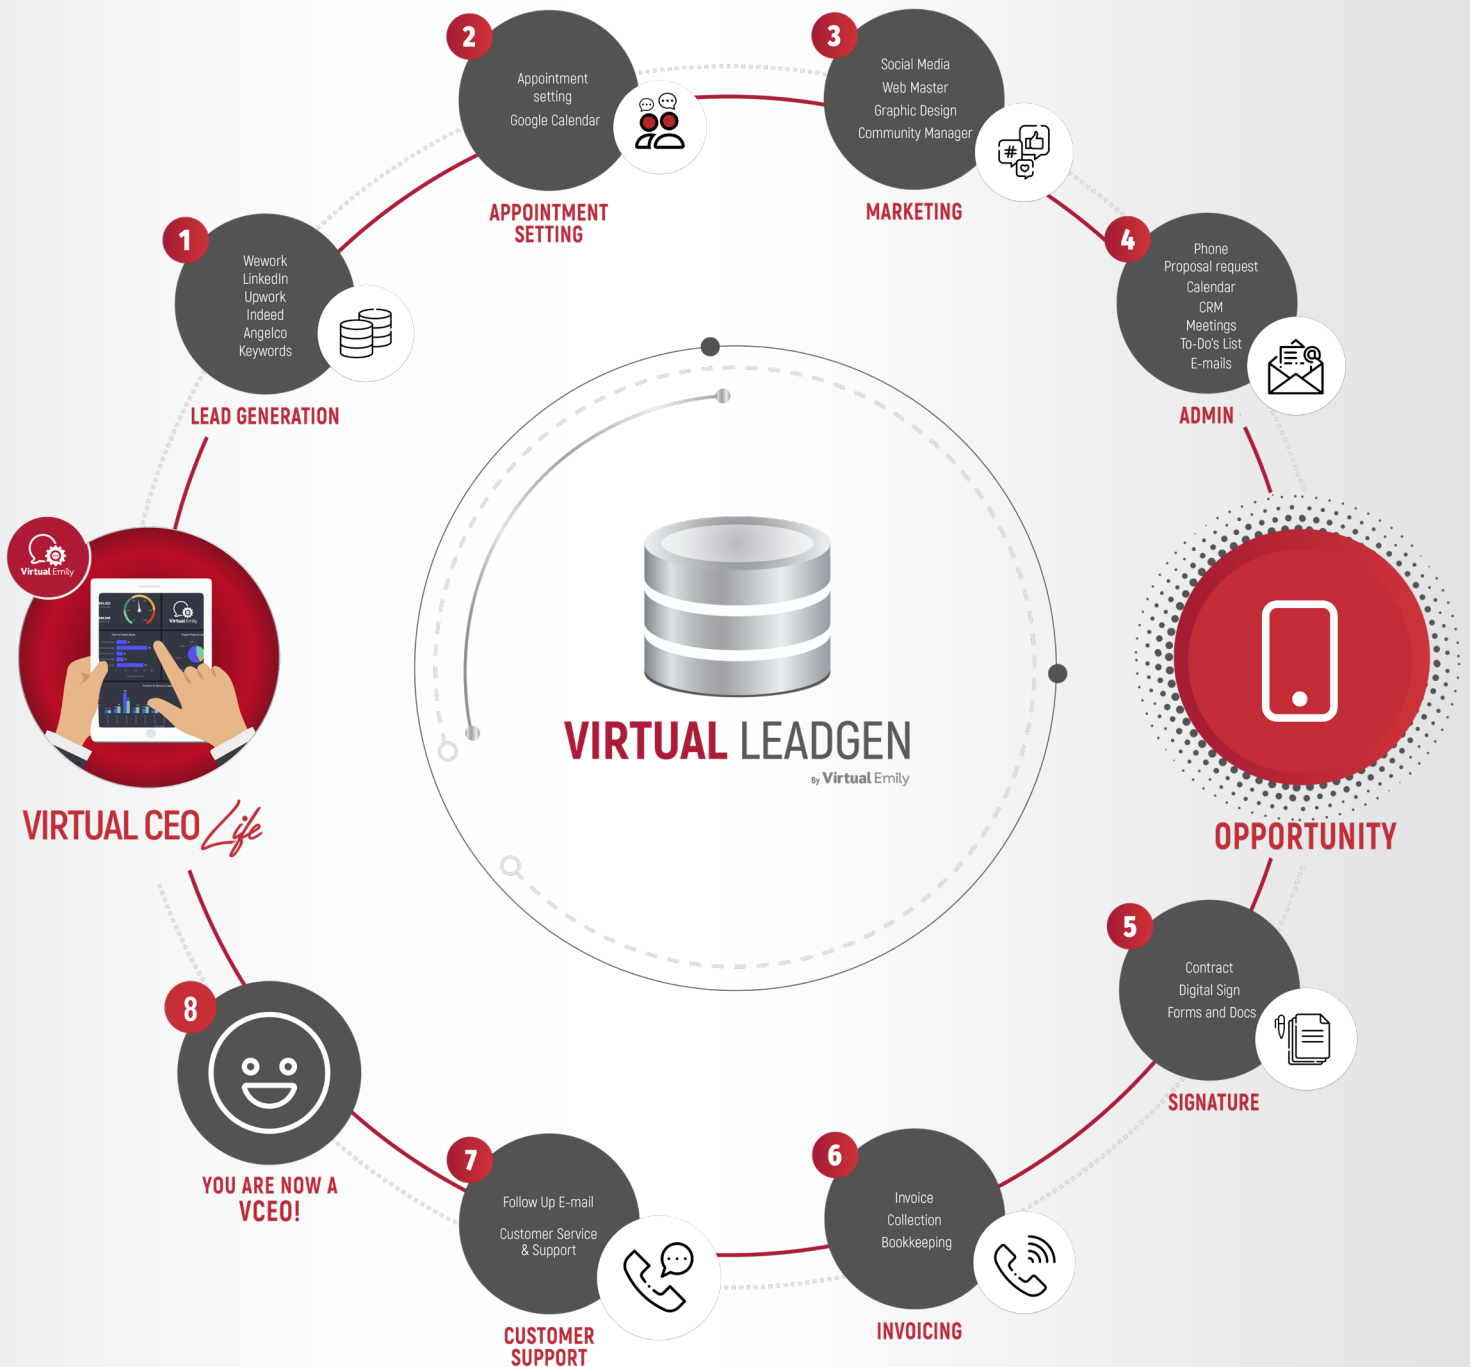 1
Wework
LinkedIn
Upwork
Indeed
Angelco
Keywords
LEAD GENERATION
2
Appointment
setting
Google Calendar
APPOINTMENT
SETTING
3
Social Media
Web Master
Graphic Design
Community Manager
#
MARKETING
4
Phone
Proposal request
Calendar
CRM
Meetings
To-Do's List
E-mails
@
ADMIN
OPPORTUNITY
5
Contract
Digital Sign
Forms and Docs
SIGNATURE
6
Invoice
Collection
Bookkeeping
INVOICING
7
Follow Up E-mail
Customer Service
& Support
CUSTOMER
SUPPORT
8
YOU ARE NOW A
VCEO!
Virtual Emily
Virtual Emily
VIRTUAL CEO Life
VIRTUAL LEADGEN
By Virtual Emily